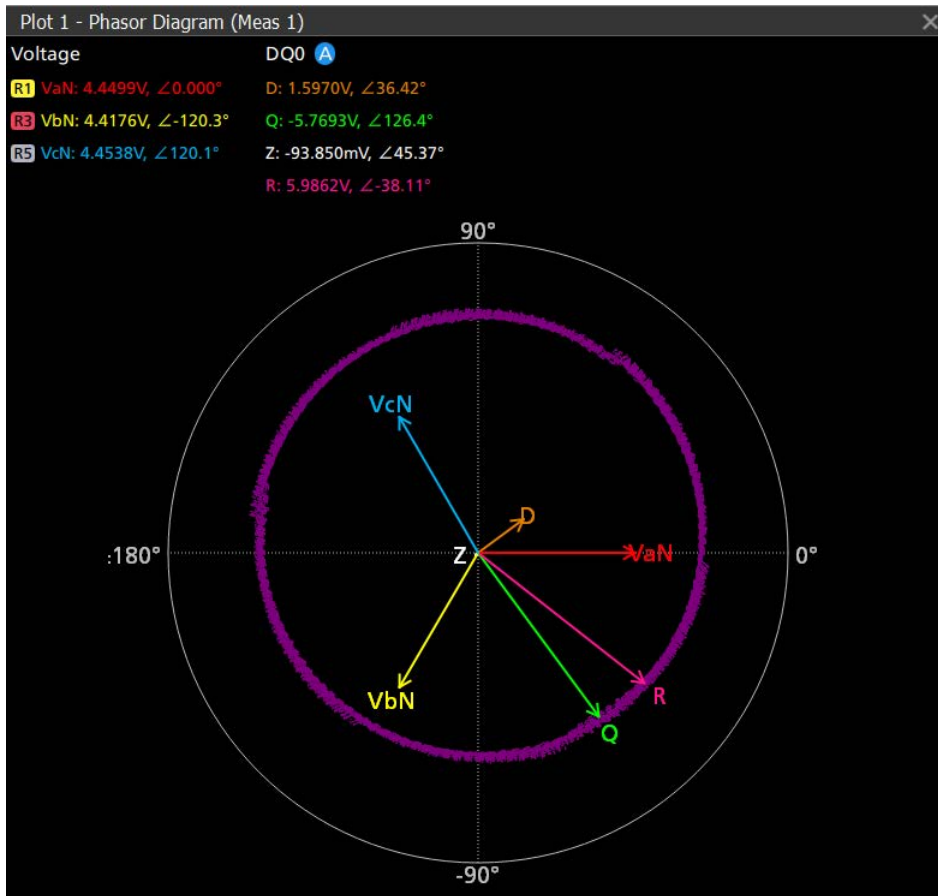 Plot 1 - Phasor Diagram (Meas 1)
Voltage DQ0 A
R1 VaN: 4.4499V, ∠0.000° D: 1.5970V, ∠36.42°
R3 VbN: 4.4176V, ∠-120.3° Q: -5.7693V, ∠126.4°
R5 VcN: 4.4538V, ∠120.1° Z: -93.850mV, ∠45.37°
R: 5.9862V, ∠-38.11°
90°
VcN
D
:180° Z VaN 0°
VbN R
Q
-90°